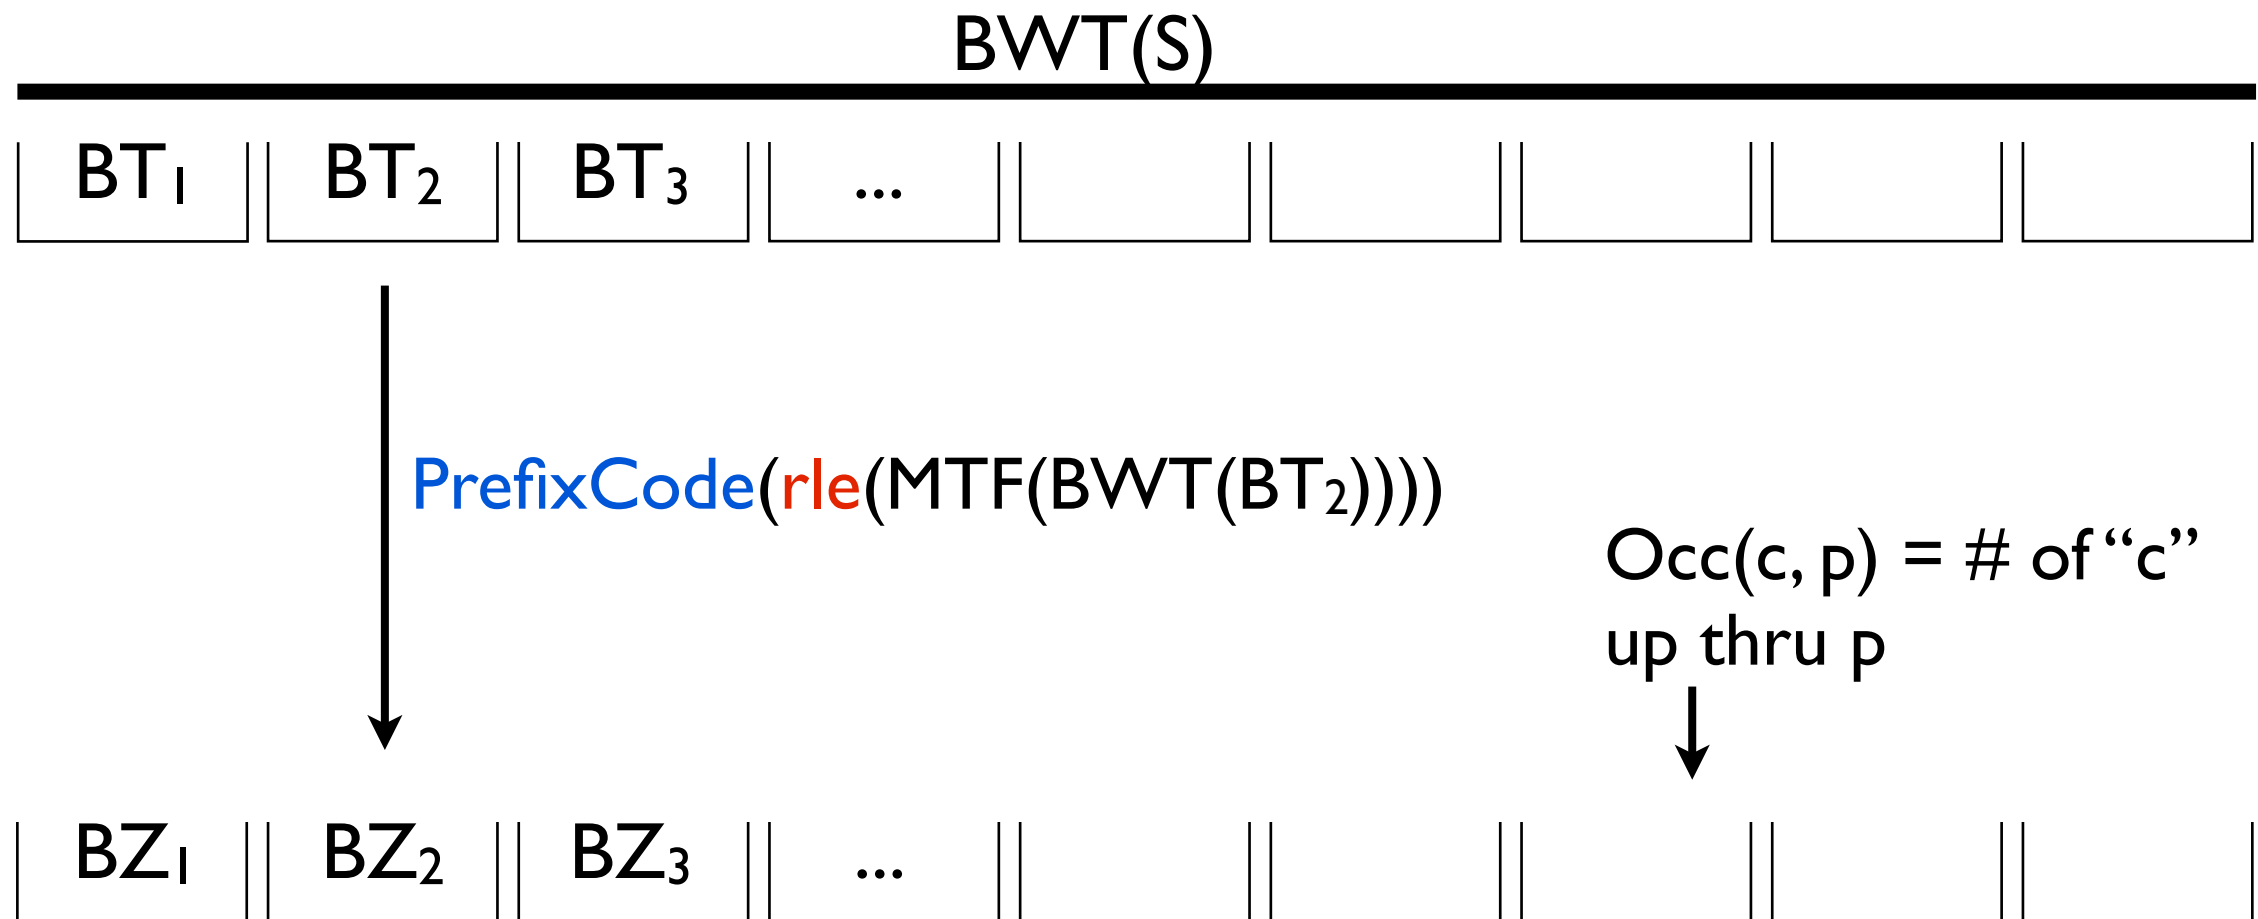 BWT(S)
BT₁ BT₂ BT₃ ...
PrefixCode(rle(MTF(BWT(BT₂))))
Occ(c, p) = # of “c”
up thru p
BZ₁ BZ₂ BZ₃ ...